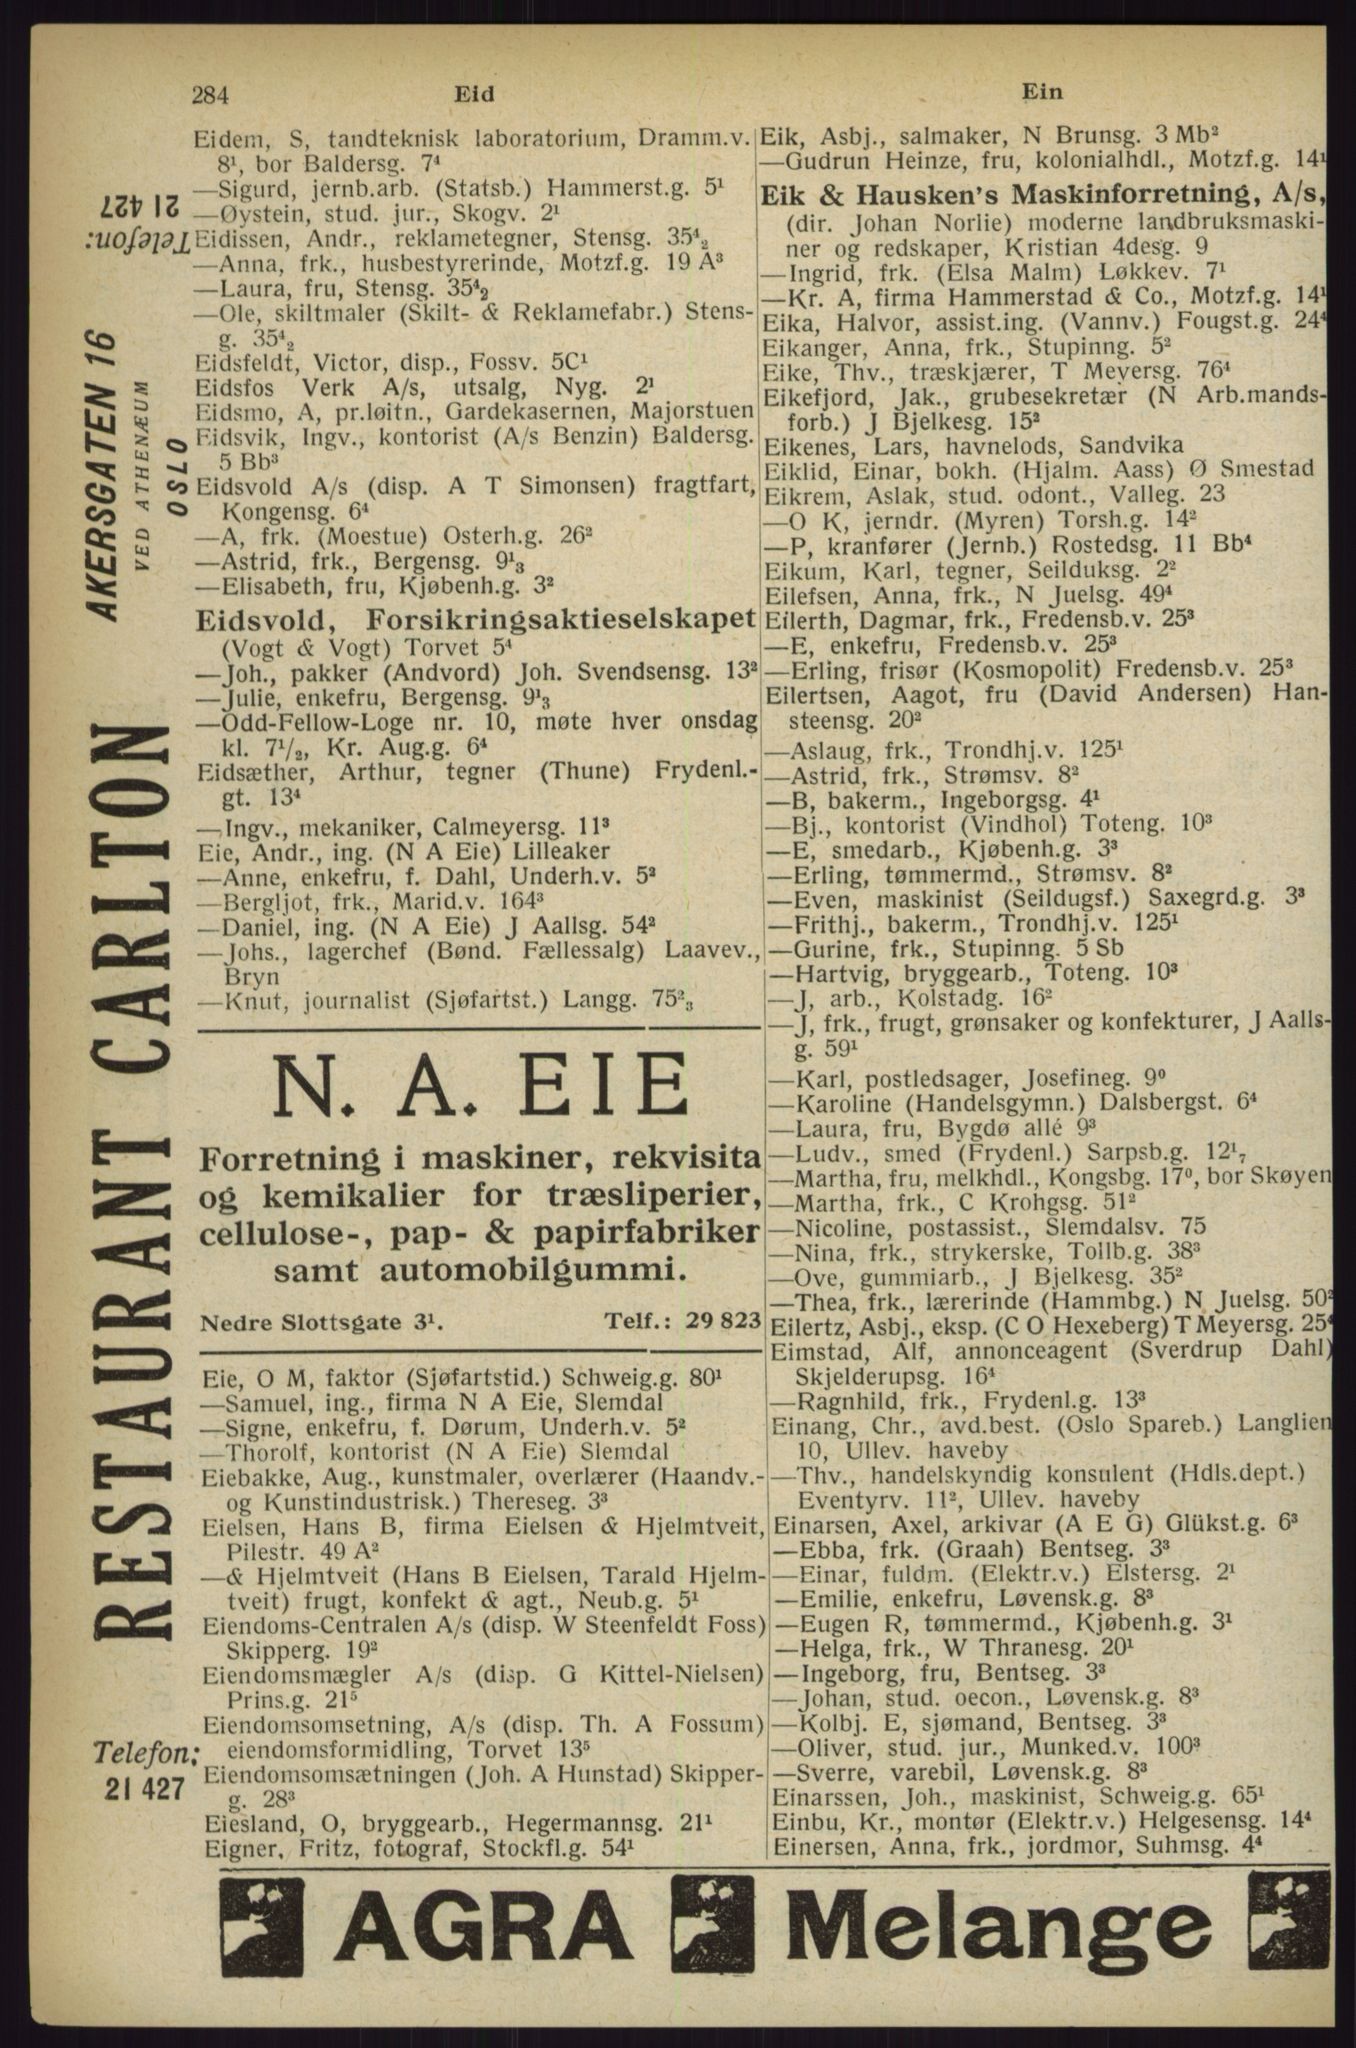 284
Eid
Ein
Eidem, S, tandteknisk laboratorium, Dramm.v.
8¹, bor Baldersg. 7⁴
—Sigurd, jernb.arb. (Statsb.) Hammerst.g. 5¹
—Øystein, stud. jur., Skogv. 2¹
Eidissen, Andr., reklametegner, Stensg. 35⁴₂
—Anna, frk., husbestyrerinde, Motzf.g. 19 A³
—Laura, fru, Stensg. 35⁴₂
—Ole, skiltmaler (Skilt- & Reklamefabr.) Stens-
g. 35⁴₂
Eidsfeldt, Victor, disp., Fossv. 5C¹
Eidsfos Verk A/s, utsalg, Nyg. 2¹
Eidsmo, A, pr.løitn., Gardekasernen, Majorstuen
Eidsvik, Ingv., kontorist (A/s Benzin) Baldersg.
5 Bb³
Eidsvold A/s (disp. A T Simonsen) fragtfart,
Kongensg. 6⁴
—A, frk. (Moestue) Osterh.g. 26²
—Astrid, frk., Bergensg. 9¹₃
—Elisabeth, fru, Kjøbenh.g. 3²
Eidsvold, Forsikringsaktieselskapet
(Vogt & Vogt) Torvet 5⁴
—Joh., pakker (Andvord) Joh. Svendsensg. 13²
—Julie, enkefru, Bergensg. 9¹₃
—Odd-Fellow-Loge nr. 10, møte hver onsdag
kl. 7¹/₂, Kr. Aug.g. 6⁴
Eidsæther, Arthur, tegner (Thune) Frydenl.-
gt. 13⁴
—Ingv., mekaniker, Calmeyersg. 11³
Eie, Andr., ing. (N A Eie) Lilleaker
—Anne, enkefru, f. Dahl, Underh.v. 5²
—Bergljot, frk., Marid.v. 164³
—Daniel, ing. (N A Eie) J Aallsg. 54²
—Johs., lagerchef (Bønd. Fællessalg) Laavev.,
Bryn
—Knut, journalist (Sjøfartst.) Langg. 75²₃
N. A. EIE
Forretning i maskiner, rekvisita
og kemikalier for træsliperier,
cellulose-, pap- & papirfabriker
samt automobilgummi.
Nedre Slottsgate 3¹. Telf.: 29 823
Eie, O M, faktor (Sjøfartstid.) Schweig.g. 80¹
—Samuel, ing., firma N A Eie, Slemdal
—Signe, enkefru, f. Dørum, Underh.v. 5²
—Thorolf, kontorist (N A Eie) Slemdal
Eiebakke, Aug., kunstmaler, overlærer (Haandv.-
og Kunstindustrisk.) Thereseg. 3³
Eielsen, Hans B, firma Eielsen & Hjelmtveit,
Pilestr. 49 A²
—& Hjelmtveit (Hans B Eielsen, Tarald Hjelm-
tveit) frugt, konfekt & agt., Neub.g. 5¹
Eiendoms-Centralen A/s (disp. W Steenfeldt Foss)
Skipperg. 19²
Eiendomsmægler A/s (disp. G Kittel-Nielsen)
Prins.g. 21⁵
Eiendomsomsetning, A/s (disp. Th. A Fossum)
eiendomsformidling, Torvet 13⁵
Eiendomsomsætningen (Joh. A Hunstad) Skipper-
g. 28³
Eiesland, O, bryggearb., Hegermannsg. 21¹
Eigner, Fritz, fotograf, Stockfl.g. 54¹
Eik, Asbj., salmaker, N Brunsg. 3 Mb²
—Gudrun Heinze, fru, kolonialhdl., Motzf.g. 14¹
Eik & Hausken's Maskinforretning, A/s,
(dir. Johan Norlie) moderne landbruksmaski-
ner og redskaper, Kristian 4desg. 9
—Ingrid, frk. (Elsa Malm) Løkkev. 7¹
—Kr. A, firma Hammerstad & Co., Motzf.g. 14¹
Eika, Halvor, assist.ing. (Vannv.) Fougst.g. 24⁴
Eikanger, Anna, frk., Stupinng. 5²
Eike, Thv., træskjærer, T Meyersg. 76⁴
Eikefjord, Jak., grubesekretær (N Arb.mands-
forb.) J Bjelkesg. 15²
Eikenes, Lars, havnelods, Sandvika
Eiklid, Einar, bokh. (Hjalm. Aass) Ø Smestad
Eikrem, Aslak, stud. odont., Valleg. 23
—O K, jerndr. (Myren) Torsh.g. 14²
—P, kranfører (Jernb.) Rostedsg. 11 Bb⁴
Eikum, Karl, tegner, Seilduksg. 2²
Eilefsen, Anna, frk., N Juelsg. 49⁴
Eilerth, Dagmar, frk., Fredensb.v. 25³
—E, enkefru, Fredensb.v. 25³
—Erling, frisør (Kosmopolit) Fredensb.v. 25³
Eilertsen, Aagot, fru (David Andersen) Han-
steensg. 20²
—Aslaug, frk., Trondhj.v. 125¹
—Astrid, frk., Strømsv. 8²
—B, bakerm., Ingeborgsg. 4¹
—Bj., kontorist (Vindhol) Toteng. 10³
—E, smedarb., Kjøbenh.g. 3³
—Erling, tømmermd., Strømsv. 8²
—Even, maskinist (Seildugsf.) Saxegrd.g. 3³
—Frithj., bakerm., Trondhj.v. 125¹
—Gurine, frk., Stupinng. 5 Sb
—Hartvig, bryggearb., Toteng. 10³
—J, arb., Kolstadg. 16²
—J, frk., frugt, grønsaker og konfekturer, J Aalls-
g. 59¹
—Karl, postledsager, Josefineg. 9⁰
—Karoline (Handelsgymn.) Dalsbergst. 6⁴
—Laura, fru, Bygdø allé 9³
—Ludv., smed (Frydenl.) Sarpsb.g. 12¹₇
—Martha, fru, melkhdl., Kongsbg. 17⁰, bor Skøyen
—Martha, frk., C Krohgsg. 51²
—Nicoline, postassist., Slemdalsv. 75
—Nina, frk., strykerske, Tollb.g. 38³
—Ove, gummiarb., J Bjelkesg. 35²
—Thea, frk., lærerinde (Hammbg.) N Juelsg. 50²
Eilertz, Asbj., eksp. (C O Hexeberg) T Meyersg. 25⁴
Eimstad, Alf, annonceagent (Sverdrup Dahl)
Skjelderupsg. 16⁴
—Ragnhild, frk., Frydenl.g. 13³
Einang, Chr., avd.best. (Oslo Spareb.) Langlien
10, Ullev. haveby
—Thv., handelskyndig konsulent (Hdls.dept.)
Eventyrv. 11², Ullev. haveby
Einarsen, Axel, arkivar (A E G) Glükst.g. 6³
—Ebba, frk. (Graah) Bentseg. 3³
—Einar, fuldm. (Elektr.v.) Elstersg. 2¹
—Emilie, enkefru, Løvensk.g. 8³
—Eugen R, tømmermd., Kjøbenh.g. 3¹
—Helga, frk., W Thranesg. 20¹
—Ingeborg, fru, Bentseg. 3³
—Johan, stud. oecon., Løvensk.g. 8³
—Kolbj. E, sjømand, Bentseg. 3³
—Oliver, stud. jur., Munked.v. 100³
—Sverre, varebil, Løvensk.g. 8³
Einarssen, Joh., maskinist, Schweig.g. 65¹
Einbu, Kr., montør (Elektr.v.) Helgesensg. 14⁴
Einersen, Anna, frk., jordmor, Suhmsg. 4⁴
Telefon:
21 427
AKERSGATEN 16
VED ATHENÆUM
OSLO
RESTAURANT CARLTON
Telefon:
21 427
AGRA Melange